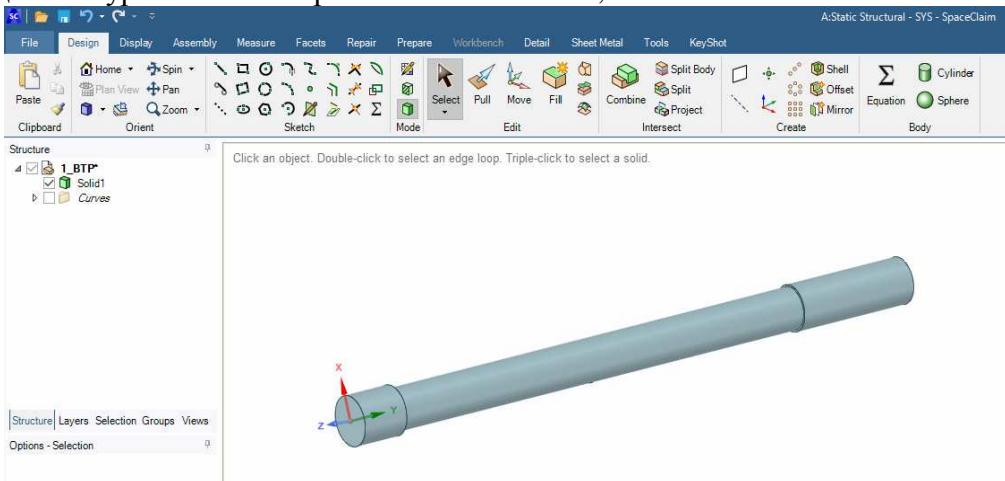 A:Static Structural - SYS - SpaceClaim
File Design Display Assembly Measure Facets Repair Prepare Workbench Detail Sheet Metal Tools KeyShot
Home Spin Split Body Shell Cylinder
Plan View Pan Split Offset
Paste Zoom Select Pull Move Fill Combine Project Mirror Equation Sphere
Clipboard Orient Sketch Mode Edit Intersect Create Body
Structure
Click an object. Double-click to select an edge loop. Triple-click to select a solid.
1_BTP*
Solid1
Curves
X
Y
Z
Structure Layers Selection Groups Views
Options - Selection